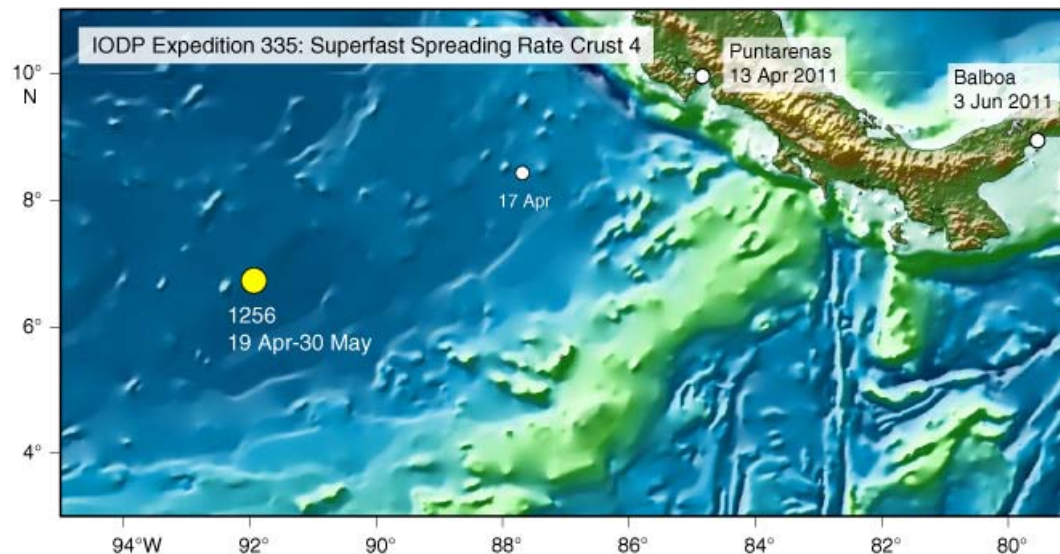 IODP Expedition 335: Superfast Spreading Rate Crust 4
Puntarenas
13 Apr 2011
Balboa
3 Jun 2011
10°
N
8°
6°
4°
17 Apr
1256
19 Apr-30 May
94°W
92°
90°
88°
86°
84°
82°
80°